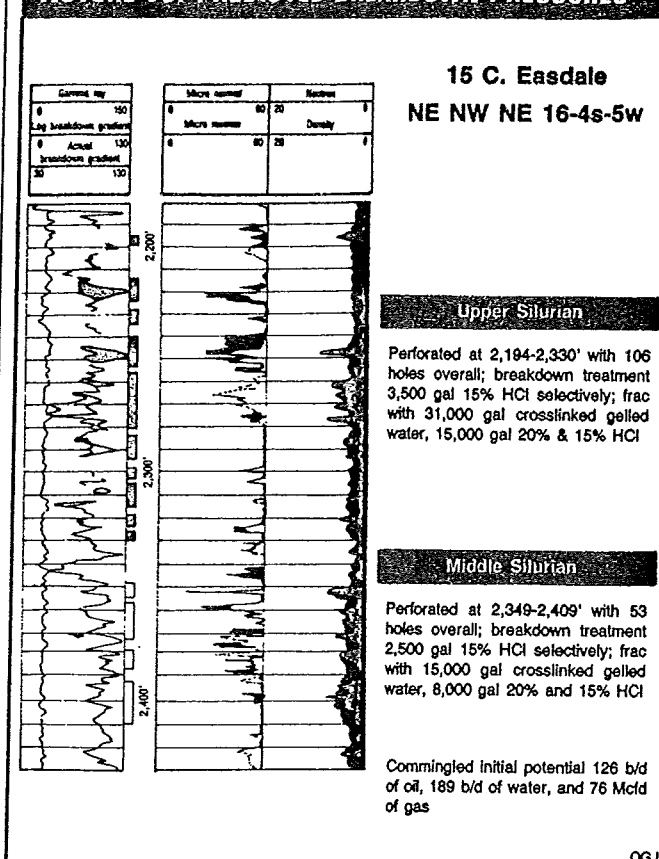 15 C. Easdale
NE NW NE 16-4s-5w
Gamma ray
0 150
Log breakdown gradient
0 130
Actual
breakdown gradient
30 130
Micro normal
0 60
Micro inverse
0 60
Neutron
20 0
Density
20 0
2,200'
2,300'
2,400'
Upper Silurian
Perforated at 2,194-2,330' with 106
holes overall; breakdown treatment
3,500 gal 15% HCl selectively; frac
with 31,000 gal crosslinked gelled
water, 15,000 gal 20% & 15% HCl
Middle Silurian
Perforated at 2,349-2,409' with 53
holes overall; breakdown treatment
2,500 gal 15% HCl selectively; frac
with 15,000 gal crosslinked gelled
water, 8,000 gal 20% and 15% HCl
Commingled initial potential 126 b/d
of oil, 189 b/d of water, and 76 Mcfd
of gas